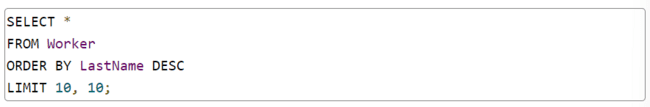 SELECT *
FROM Worker
ORDER BY LastName DESC
LIMIT 10, 10;